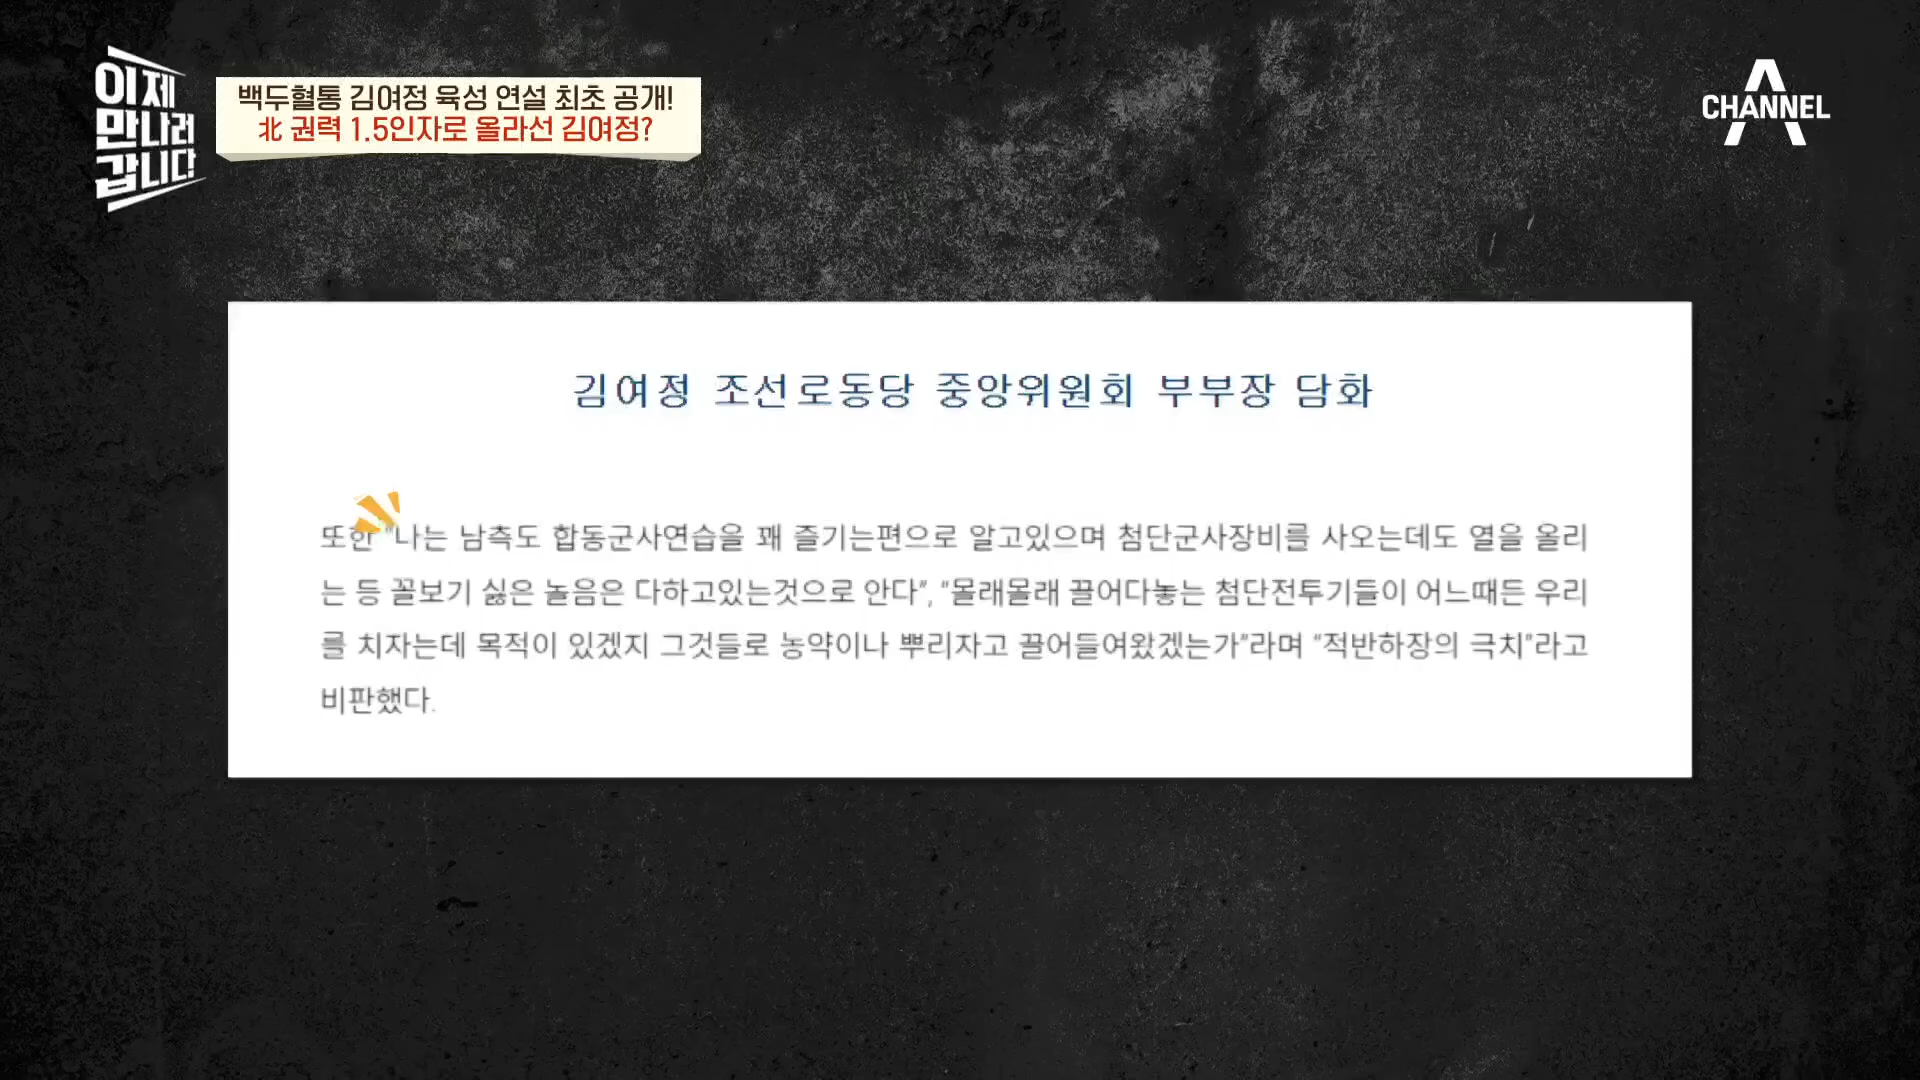 이제
만나러
갑니다
백두혈통 김여정 육성 연설 최초 공개!
北 권력 1.5인자로 올라선 김여정?
CHANNEL A
김여정 조선로동당 중앙위원회 부부장 담화
또한 "나는 남측도 합동군사연습을 꽤 즐기는편으로 알고있으며 첨단군사장비를 사오는데도 열을 올리
는 등 꼴보기 싫은 놀음은 다하고있는것으로 안다", "몰래몰래 끌어다놓는 첨단전투기들이 어느때든 우리
를 치자는데 목적이 있겠지 그것들로 농약이나 뿌리자고 끌어들여왔겠는가"라며 "적반하장의 극치"라고
비판했다.